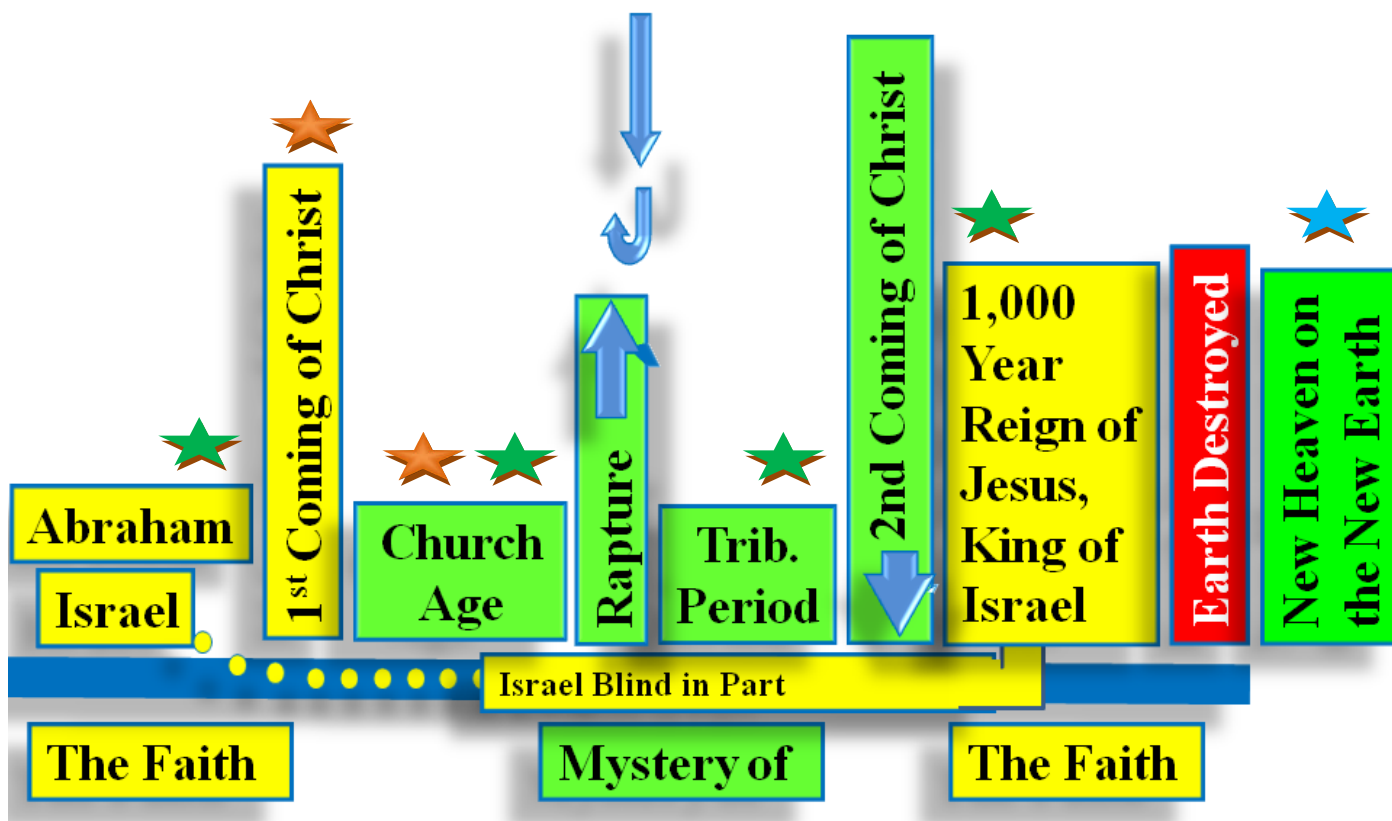 Abraham
Israel
1st Coming of Christ
Church
Age
Rapture
Trib.
Period
2nd Coming of Christ
1,000
Year
Reign of
Jesus,
King of
Israel
Earth Destroyed
New Heaven on
the New Earth
Israel Blind in Part
The Faith
Mystery of
The Faith